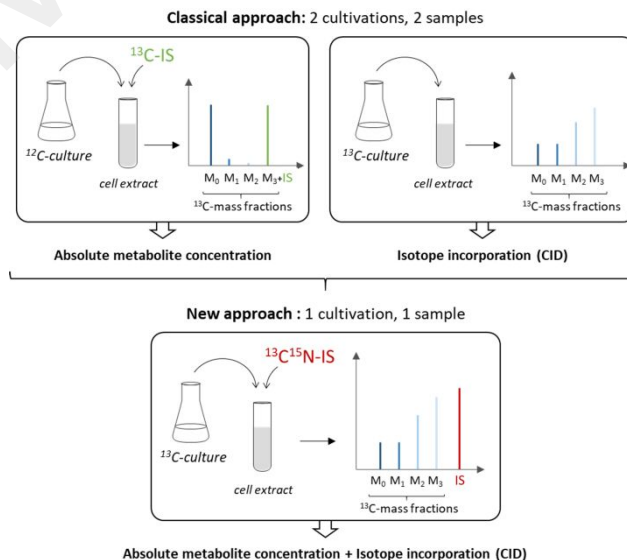 Classical approach: 2 cultivations, 2 samples
¹³C-IS
¹²C-culture
cell extract
M₀ M₁ M₂ M₃+IS
¹³C-mass fractions
Absolute metabolite concentration
¹³C-culture
cell extract
M₀ M₁ M₂ M₃
¹³C-mass fractions
Isotope incorporation (CID)
New approach : 1 cultivation, 1 sample
¹³C¹⁵N-IS
¹³C-culture
cell extract
M₀ M₁ M₂ M₃ IS
¹³C-mass fractions
Absolute metabolite concentration + Isotope incorporation (CID)